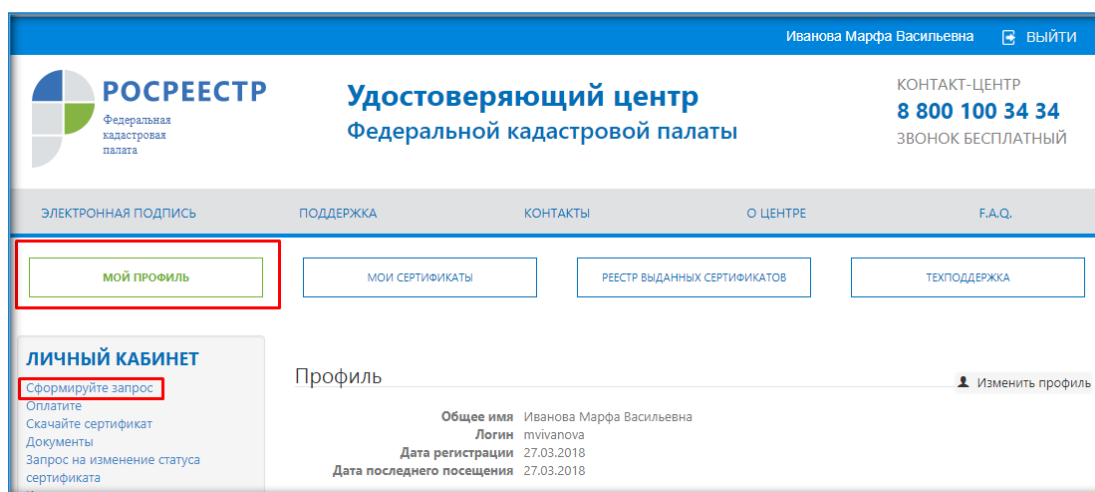 Иванова Марфа Васильевна ВЫЙТИ
РОСРЕЕСТР
Федеральная
кадастровая
палата
Удостоверяющий центр
Федеральной кадастровой палаты
КОНТАКТ-ЦЕНТР
8 800 100 34 34
ЗВОНОК БЕСПЛАТНЫЙ
ЭЛЕКТРОННАЯ ПОДПИСЬ ПОДДЕРЖКА КОНТАКТЫ О ЦЕНТРЕ F.A.Q.
МОЙ ПРОФИЛЬ МОИ СЕРТИФИКАТЫ РЕЕСТР ВЫДАННЫХ СЕРТИФИКАТОВ ТЕХПОДДЕРЖКА
ЛИЧНЫЙ КАБИНЕТ
Сформируйте запрос
Оплатите
Скачайте сертификат
Документы
Запрос на изменение статуса
сертификата
Профиль
Изменить профиль
Общее имя Иванова Марфа Васильевна
Логин mvivanova
Дата регистрации 27.03.2018
Дата последнего посещения 27.03.2018